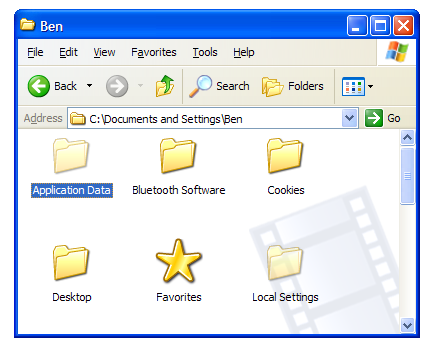 Ben
File Edit View Favorites Tools Help
Back Search Folders
Address C:\Documents and Settings\Ben Go
Application Data Bluetooth Software Cookies
Desktop Favorites Local Settings